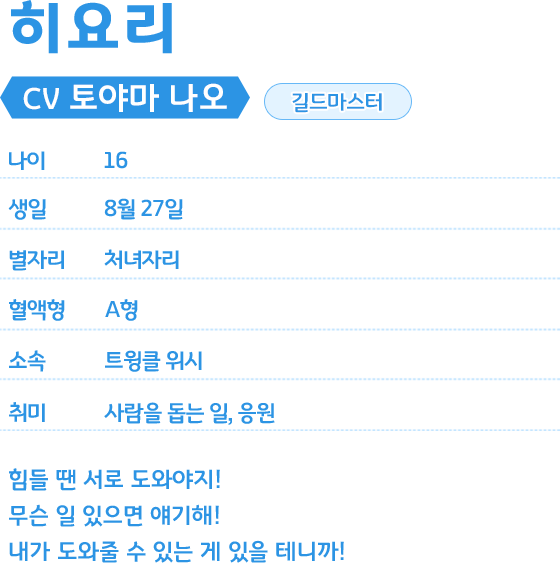 히요리
CV 토야마 나오 길드마스터
나이 16
생일 8월 27일
별자리 처녀자리
혈액형 A형
소속 트윙클 위시
취미 사람을 돕는 일, 응원
힘들 땐 서로 도와야지!
무슨 일 있으면 얘기해!
내가 도와줄 수 있는 게 있을 테니까!